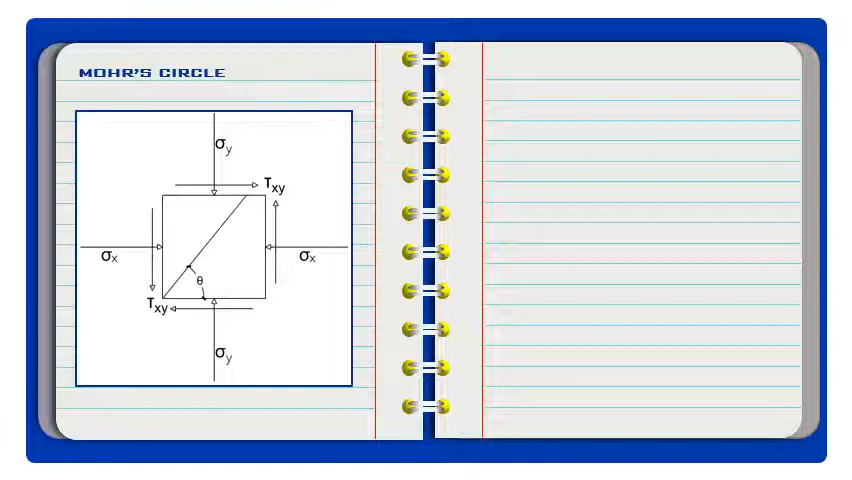 MOHR'S CIRCLE
σy
Txy
σx
σx
θ
Txy
σy